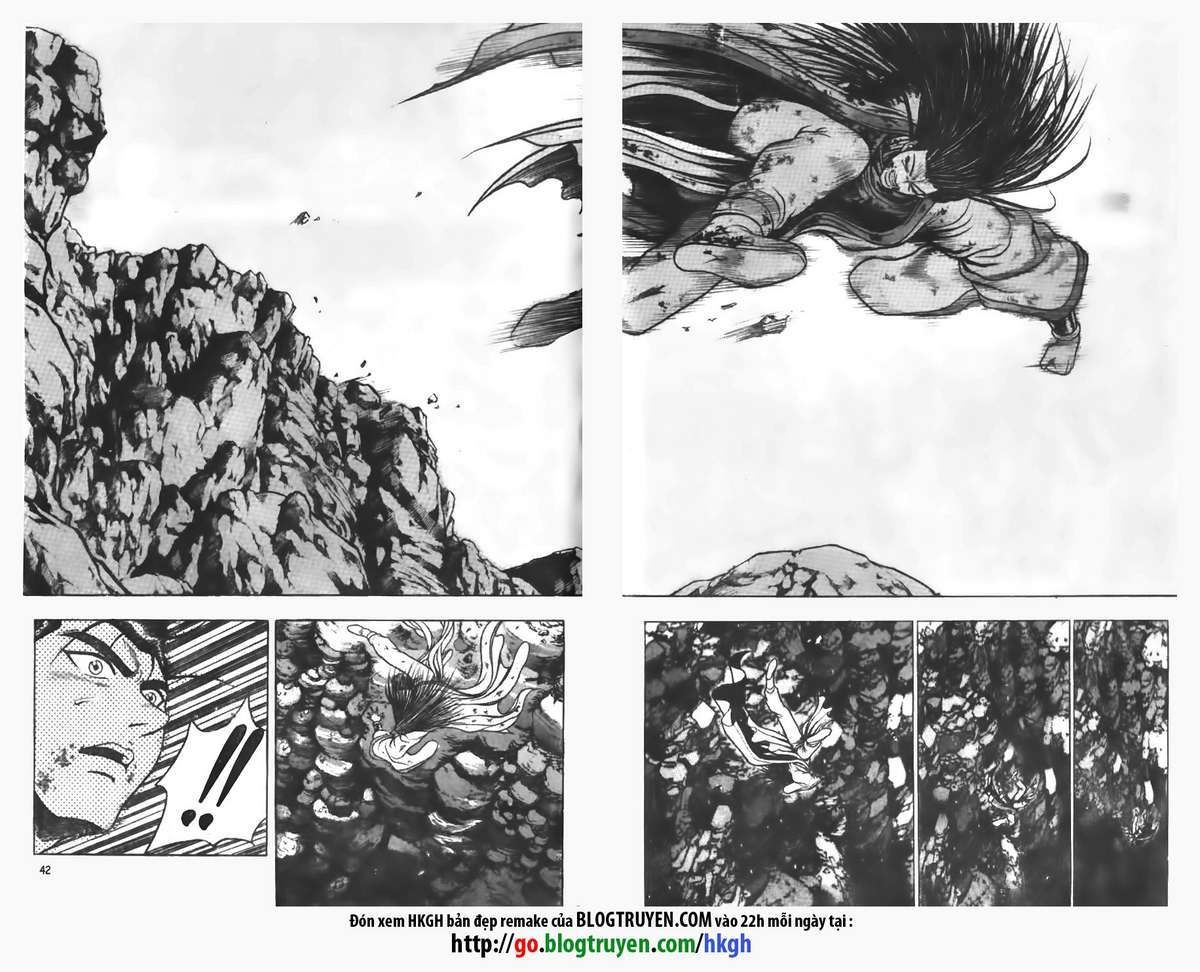 !!
42
Đón xem HKGH bản đẹp remake của BLOGTRUYEN.COM vào 22h mỗi ngày tại :
http://go.blogtruyen.com/hkgh